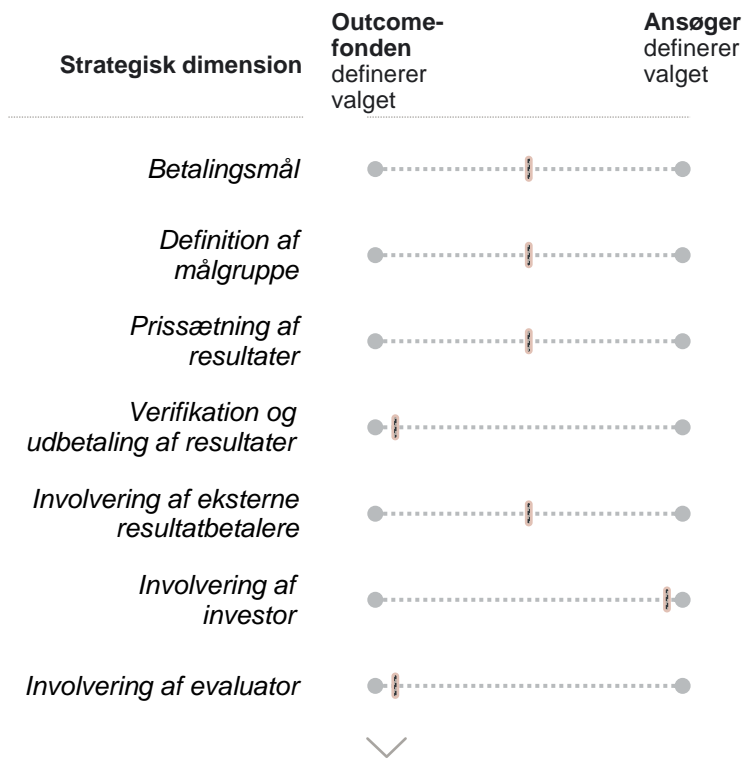 Strategisk dimension
Outcome-
fonden
definerer
valget
Ansøger
definerer
valget
Betalingsmål
Definition af
målgruppe
Prissætning af
resultater
Verifikation og
udbetaling af resultater
Involvering af eksterne
resultatbetalere
Involvering af
investor
Involvering af evaluator